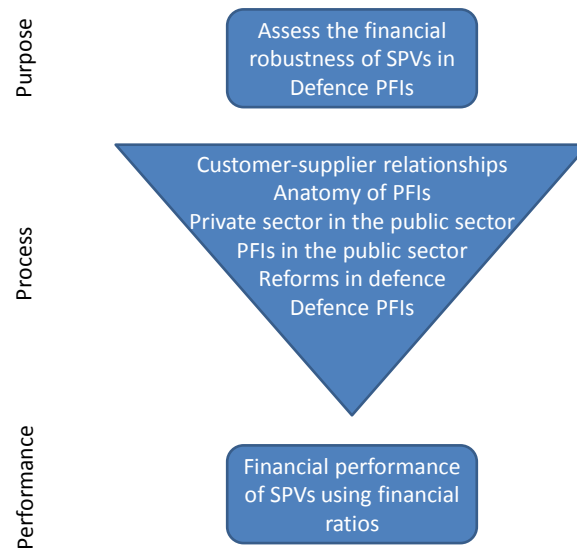 Purpose
Assess the financial
robustness of SPVs in
Defence PFIs
Process
Customer-supplier relationships
Anatomy of PFIs
Private sector in the public sector
PFIs in the public sector
Reforms in defence
Defence PFIs
Performance
Financial performance
of SPVs using financial
ratios